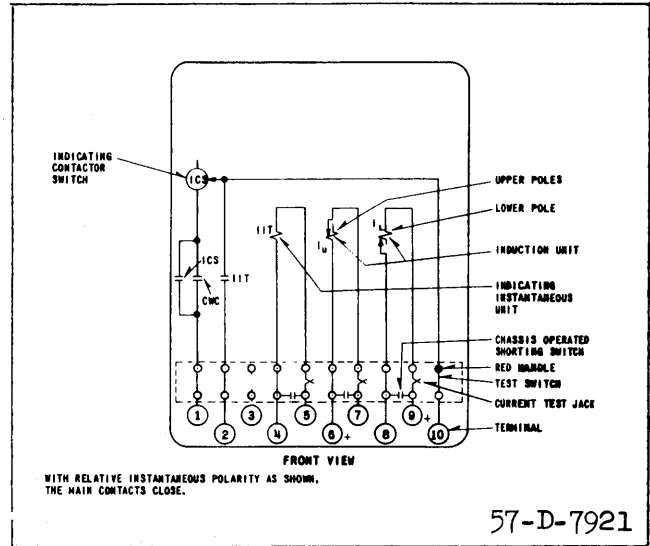 INDICATING
CONTACTOR
SWITCH
ICS
UPPER POLES
LOWER POLE
IIT
Iu
INDUCTION UNIT
ICS
IIT
INDICATING
INSTANTANEOUS
UNIT
CWC
CHASSIS OPERATED
SHORTING SWITCH
RED HANDLE
TEST SWITCH
CURRENT TEST JACK
1 3 5 7 9 +
2 4 6 + 8 10
TERMINAL
FRONT VIEW
WITH RELATIVE INSTANTANEOUS POLARITY AS SHOWN,
THE MAIN CONTACTS CLOSE.
57-D-7921